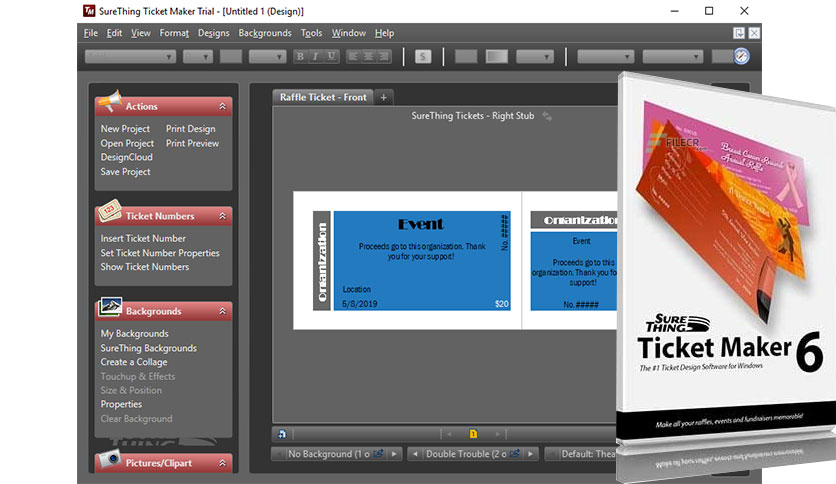 SureThing Ticket Maker Trial - [Untitled 1 (Design)]
File Edit View Format Designs Backgrounds Tools Window Help
B I U
$
Actions
New Project Print Design
Open Project Print Preview
DesignCloud
Save Project
Ticket Numbers
Insert Ticket Number
Set Ticket Number Properties
Show Ticket Numbers
Backgrounds
My Backgrounds
SureThing Backgrounds
Create a Collage
Touchup & Effects
Size & Position
Properties
Clear Background
Pictures/Clipart
Raffle Ticket - Front +
SureThing Tickets - Right Stub
Organization
Event
No. #####
Proceeds go to this organization. Thank
you for your support!
Location
5/8/2019 $20
Organization
Event
Proceeds go to this
organization. Thank you for
support!
No.#####
1
No Background (1 o
Double Trouble (2 o
Default: Thea
FILECR
Breast Cancer Research
Annual Raffle
SURE
THING
Ticket Maker 6
The #1 Ticket Design Software for Windows
Make all your raffles, events and fundraisers memorable!